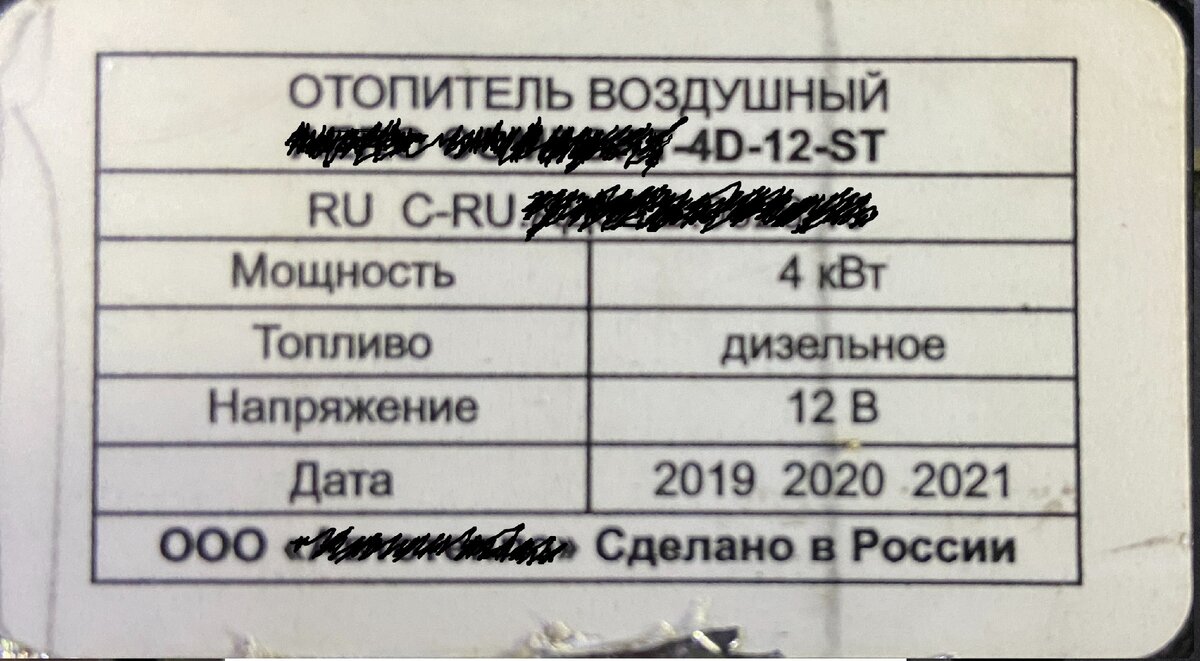 ОТОПИТЕЛЬ ВОЗДУШНЫЙ
-4D-12-ST
RU C-RU.
Мощность 4 кВт
Топливо дизельное
Напряжение 12 В
Дата 2019 2020 2021
ООО « » Сделано в России